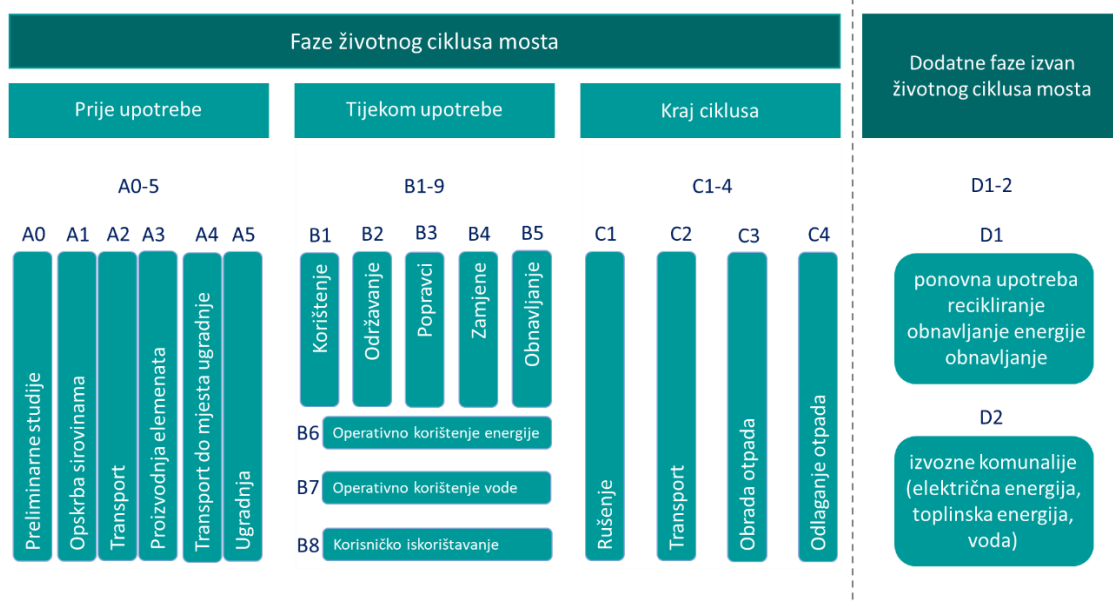 Faze životnog ciklusa mosta
Dodatne faze izvan
životnog ciklusa mosta
Prije upotrebe
Tijekom upotrebe
Kraj ciklusa
A0-5
B1-9
C1-4
D1-2
A0
A1
A2
A3
A4
A5
Preliminarne studije
Opskrba sirovinama
Transport
Proizvodnja elemenata
Transport do mjesta ugradnje
Ugradnja
B1
B2
B3
B4
B5
Korištenje
Održavanje
Popravci
Zamjene
Obnavljanje
B6
Operativno korištenje energije
B7
Operativno korištenje vode
B8
Korisničko iskorištavanje
C1
C2
C3
C4
Rušenje
Transport
Obrada otpada
Odlaganje otpada
D1
ponovna upotreba
recikliranje
obnavljanje energije
obnavljanje
D2
izvozne komunalije
(električna energija,
toplinska energija,
voda)